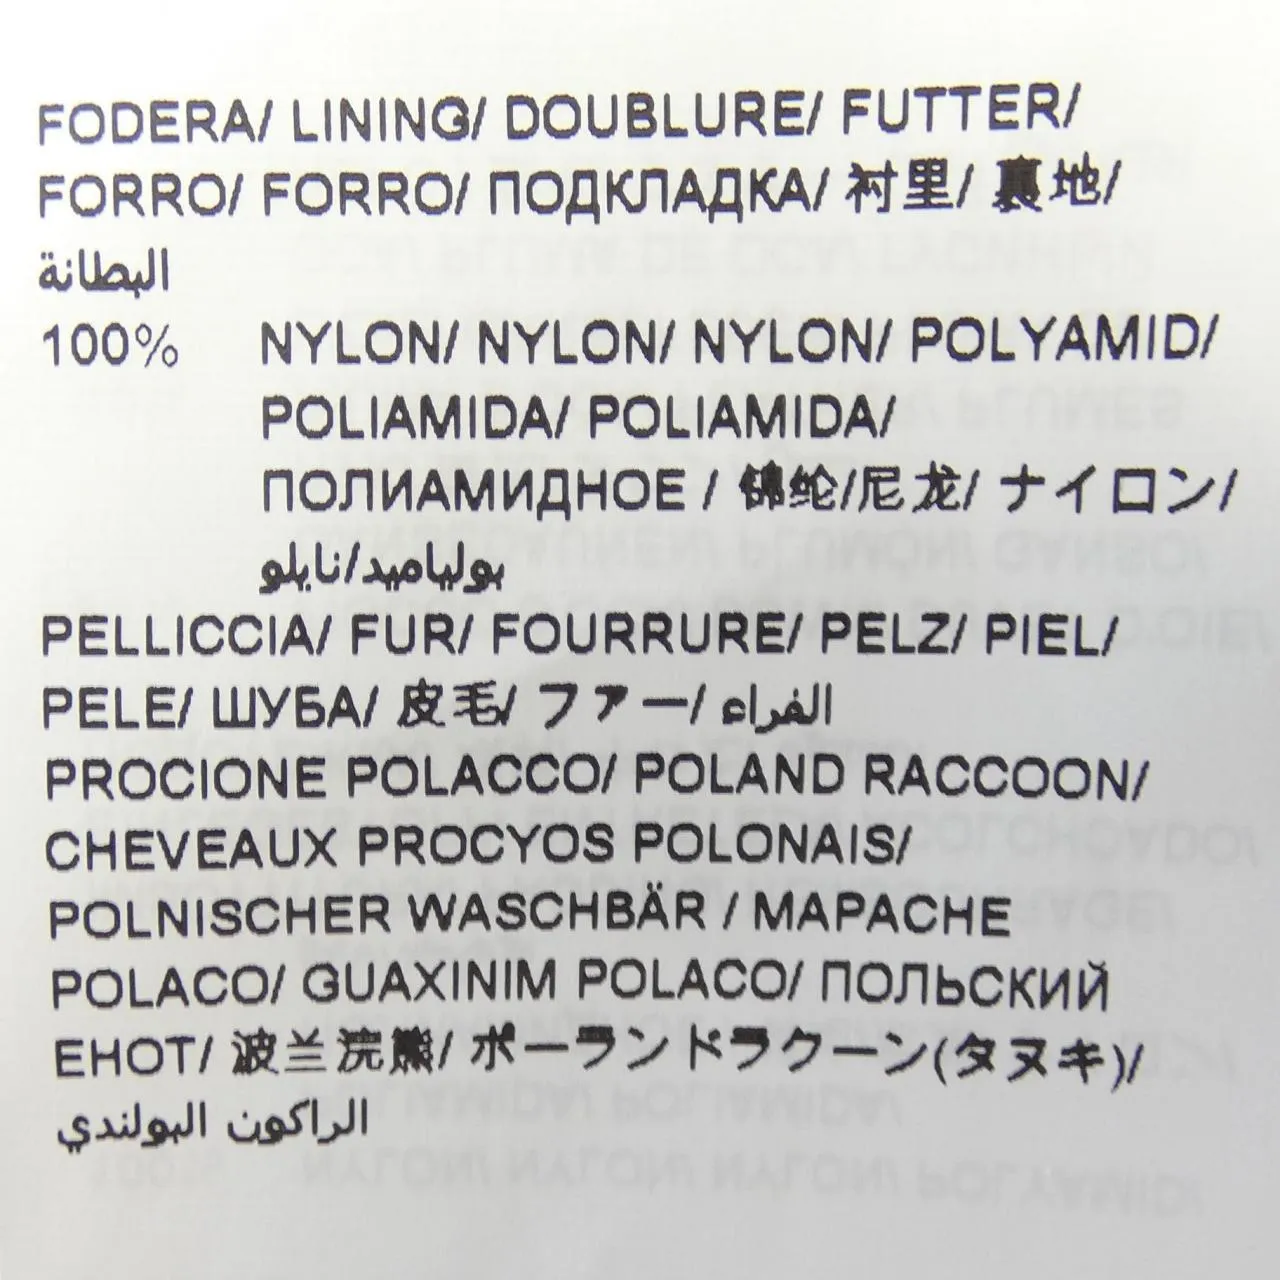 FODERA/ LINING/ DOUBLURE/ FUTTER/
FORRO/ FORRO/ ПОДКЛАДКА/ 衬里/ 裏地/
البطانة
100% NYLON/ NYLON/ NYLON/ POLYAMID/
POLIAMIDA/ POLIAMIDA/
ПОЛИАМИДНОЕ / 锦纶/尼龙/ ナイロン/
بولياميد/نايلو
PELLICCIA/ FUR/ FOURRURE/ PELZ/ PIEL/
PELE/ ШУБА/ 皮毛/ ファー/ الفراء
PROCIONE POLACCO/ POLAND RACCOON/
CHEVEAUX PROCYOS POLONAIS/
POLNISCHER WASCHBÄR / MAPACHE
POLACO/ GUAXINIM POLACO/ ПОЛЬСКИЙ
ЕНОТ/ 波兰浣熊/ ポーランドラクーン(タヌキ)/
الراكون البولندي